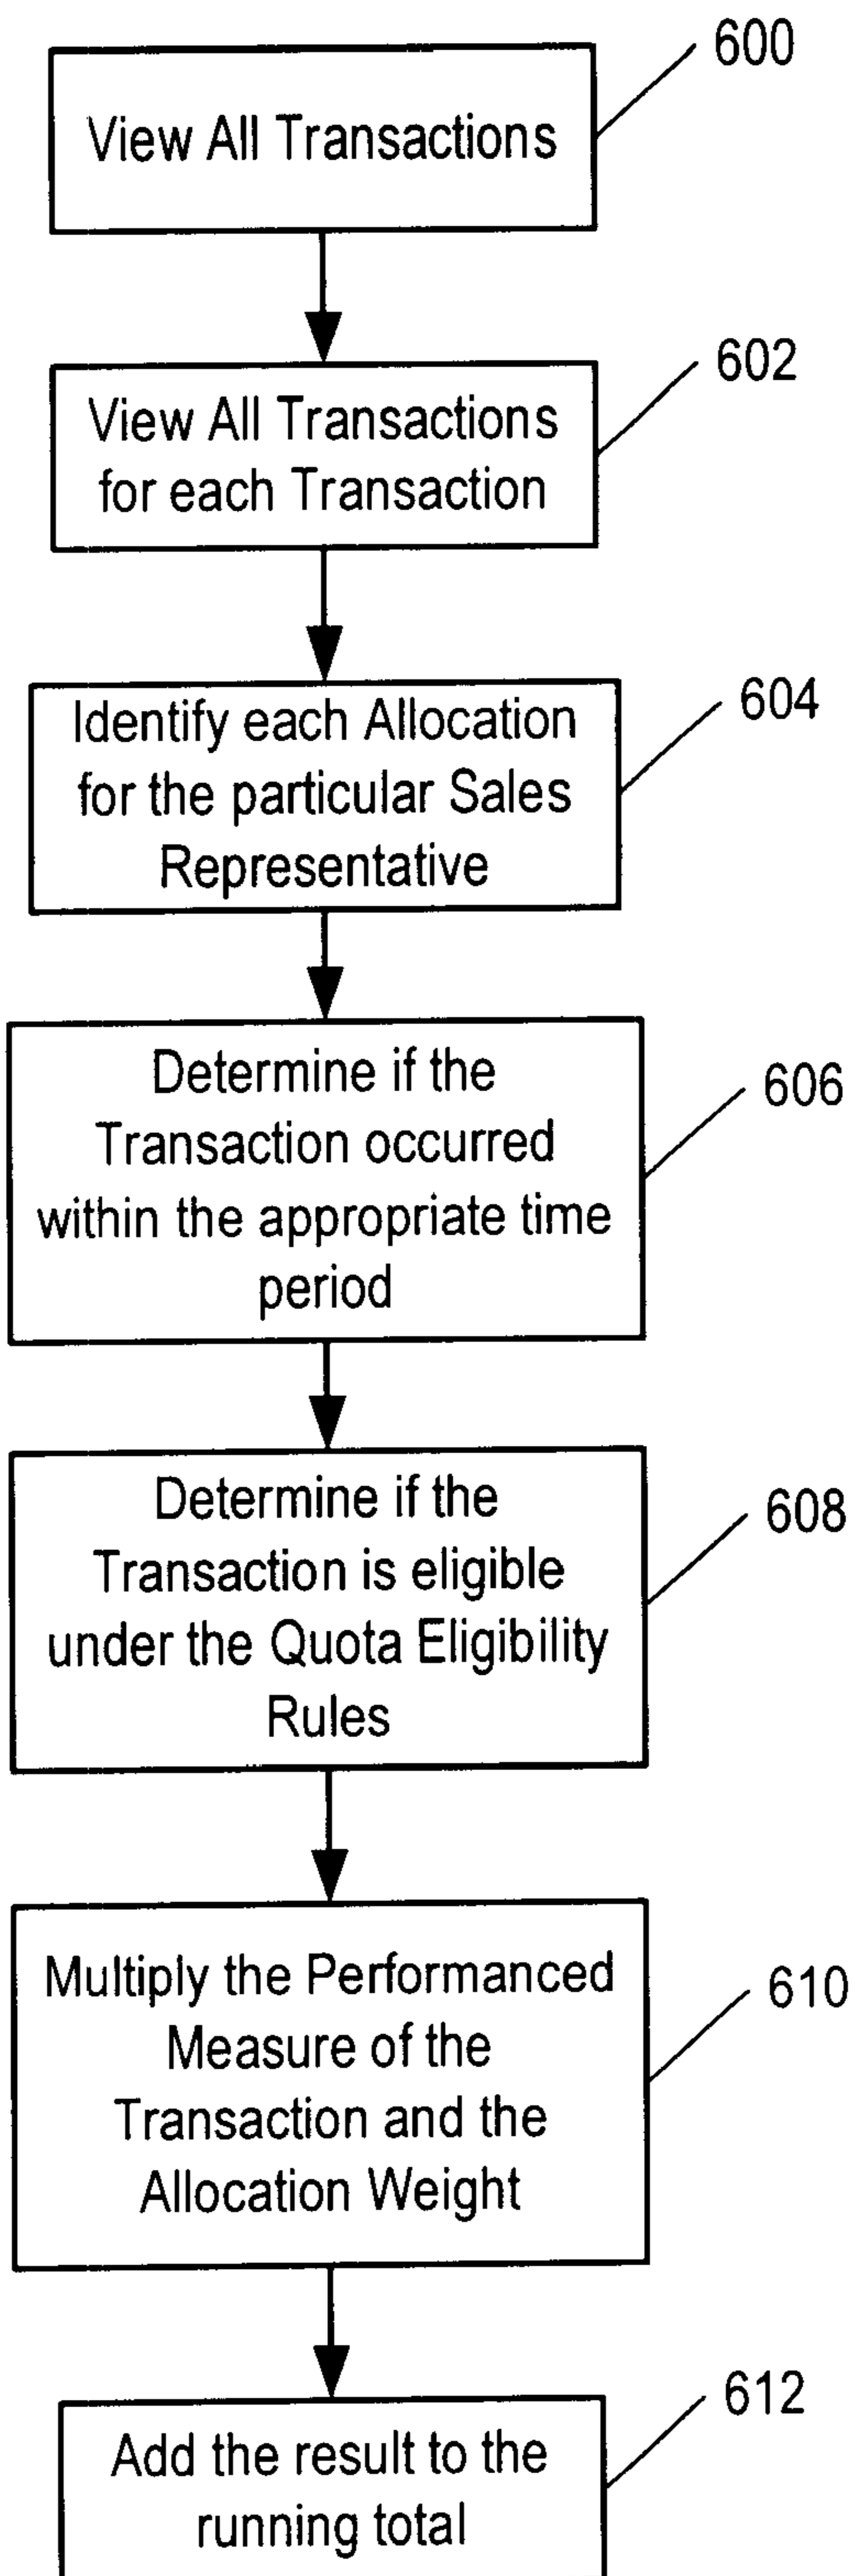 600
View All Transactions
602
View All Transactions
for each Transaction
604
Identify each Allocation
for the particular Sales
Representative
606
Determine if the
Transaction occurred
within the appropriate time
period
608
Determine if the
Transaction is eligible
under the Quota Eligibility
Rules
610
Multiply the Performanced
Measure of the
Transaction and the
Allocation Weight
612
Add the result to the
running total